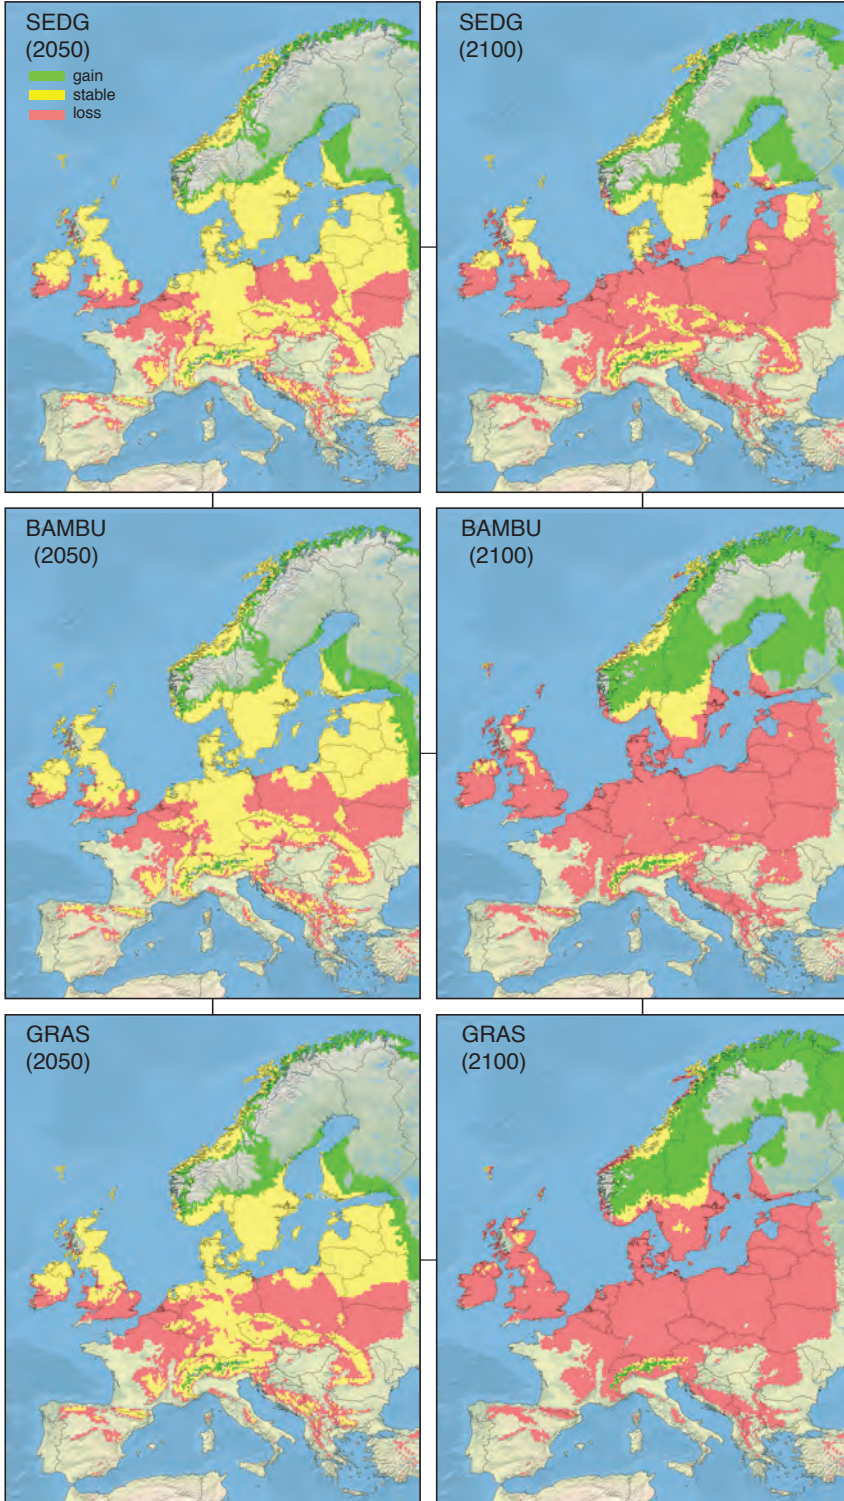 SEDG
(2050)
gain
stable
loss
SEDG
(2100)
BAMBU
(2050)
BAMBU
(2100)
GRAS
(2050)
GRAS
(2100)